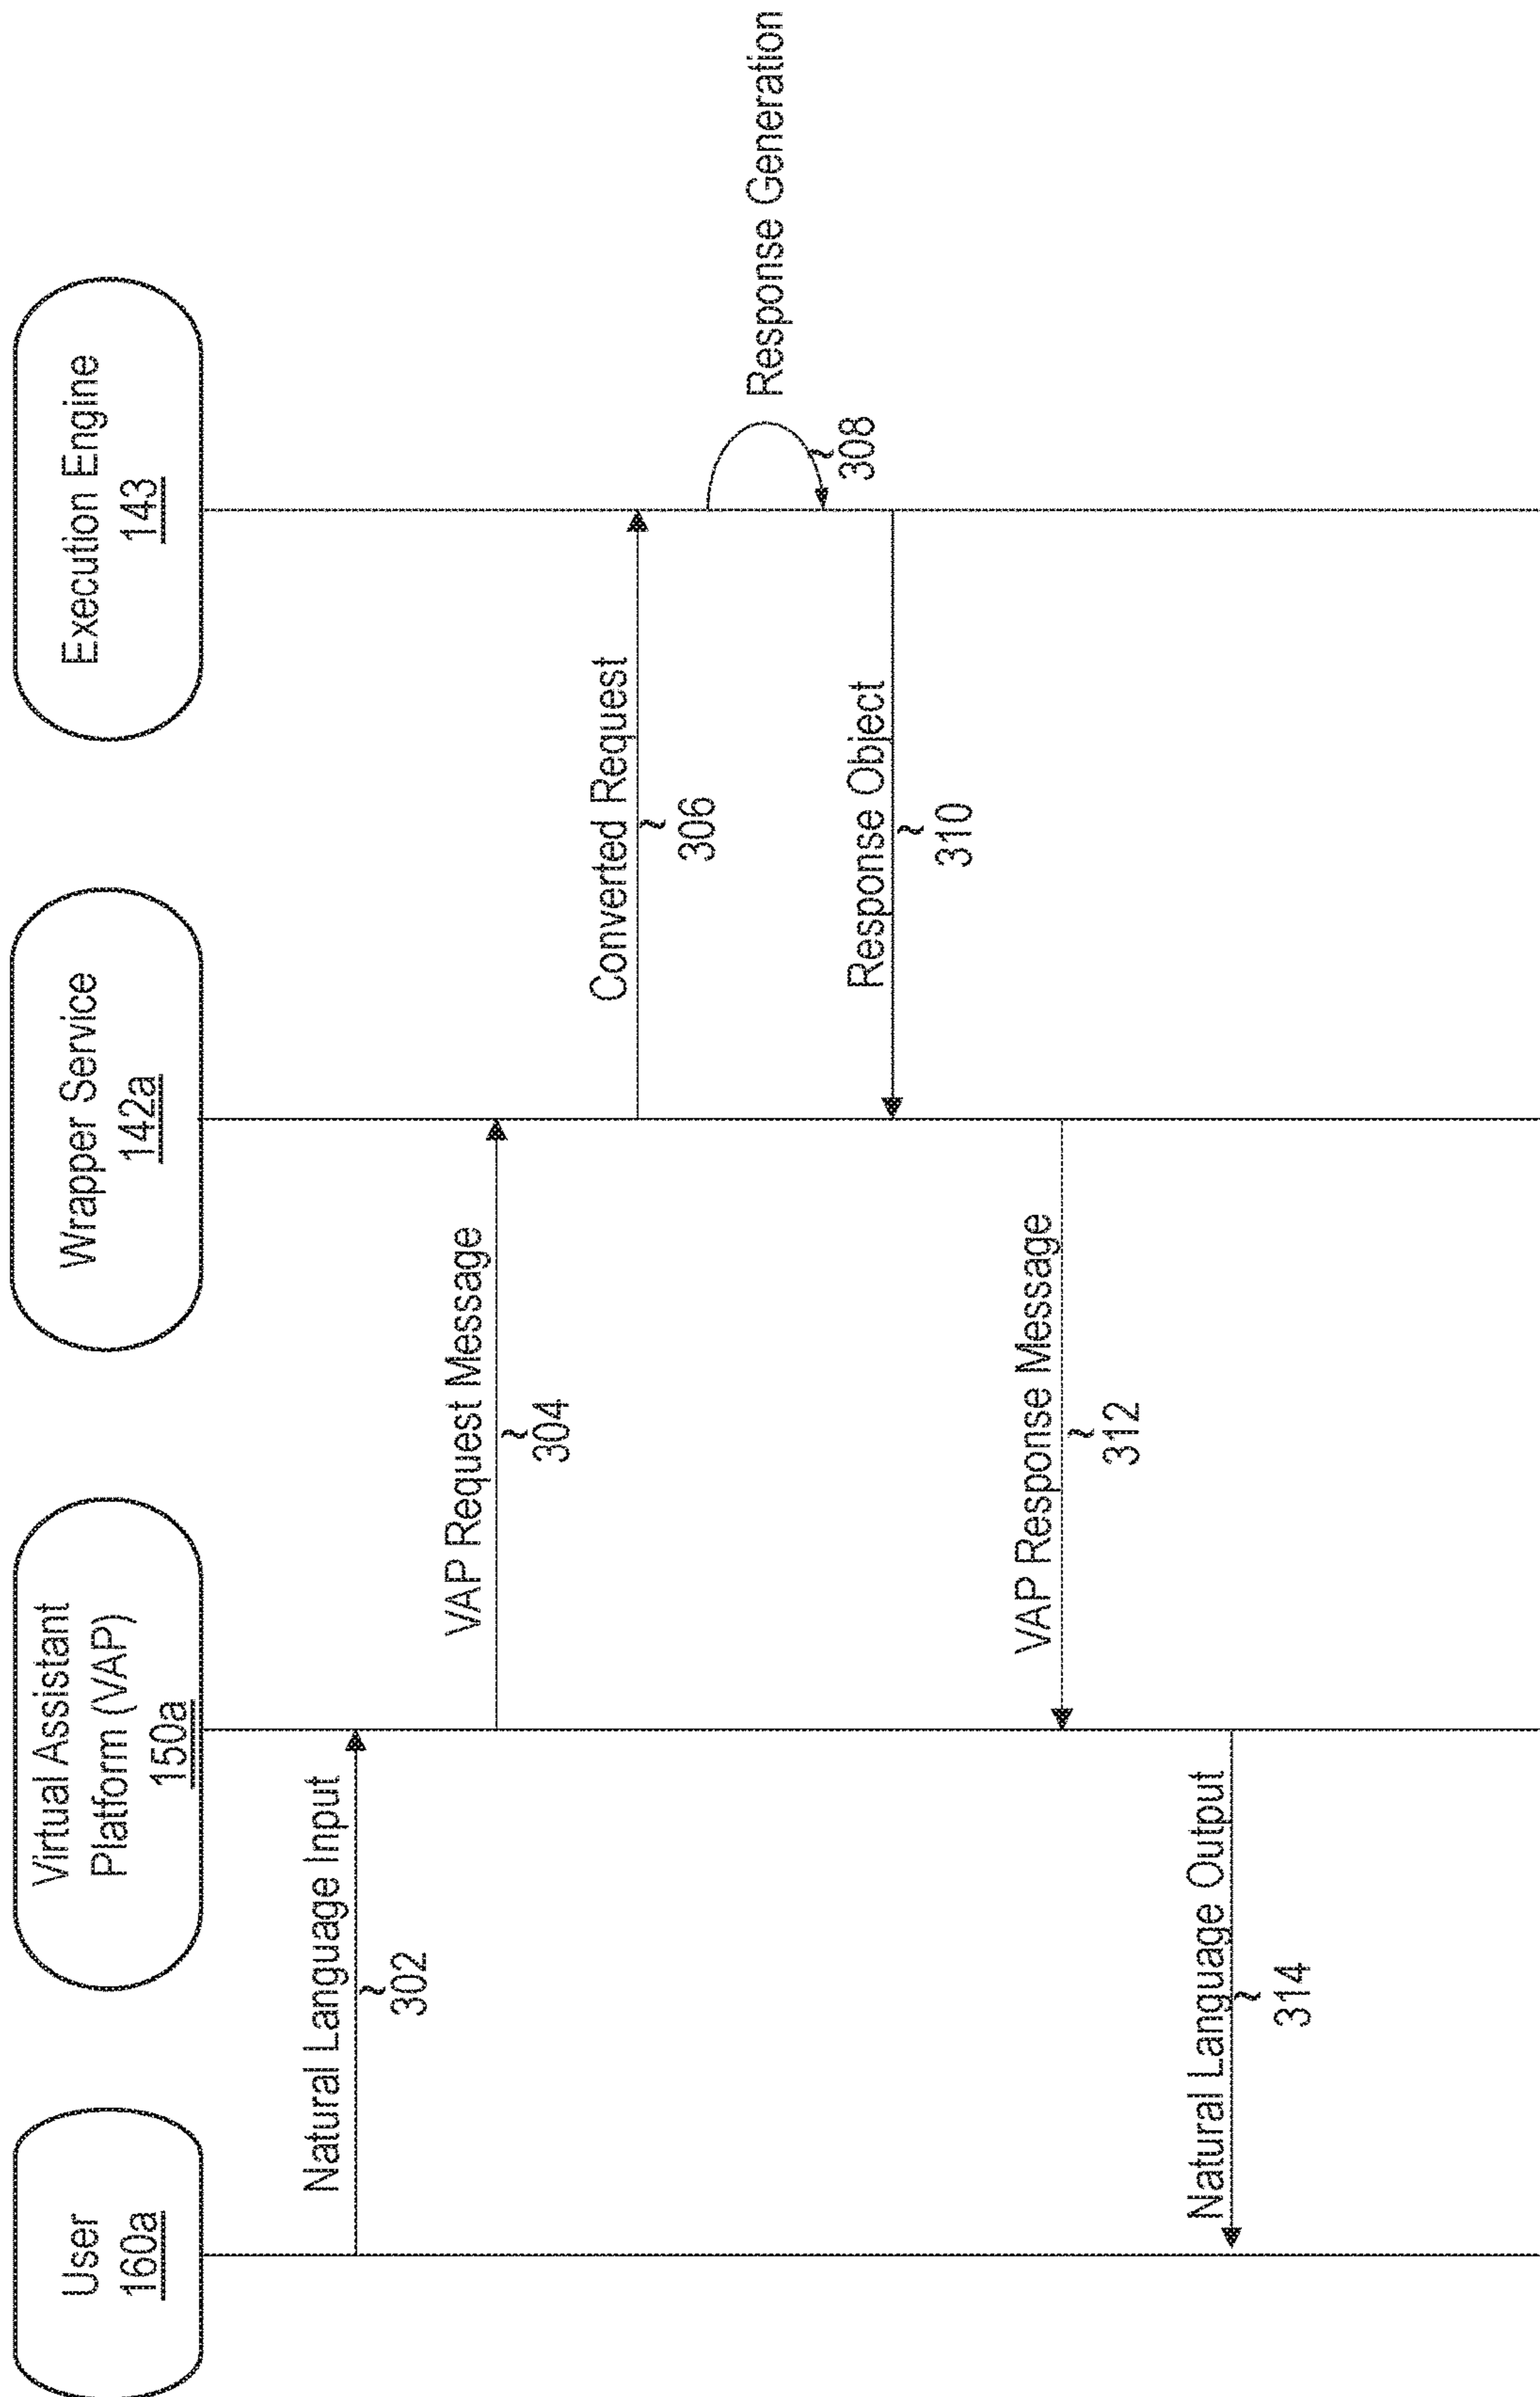 User
160a
Virtual Assistant
Platform (VAP)
150a
Wrapper Service
142a
Execution Engine
143
Natural Language Input
302
VAP Request Message
304
Converted Request
306
Response Generation
308
Response Object
310
VAP Response Message
312
Natural Language Output
314